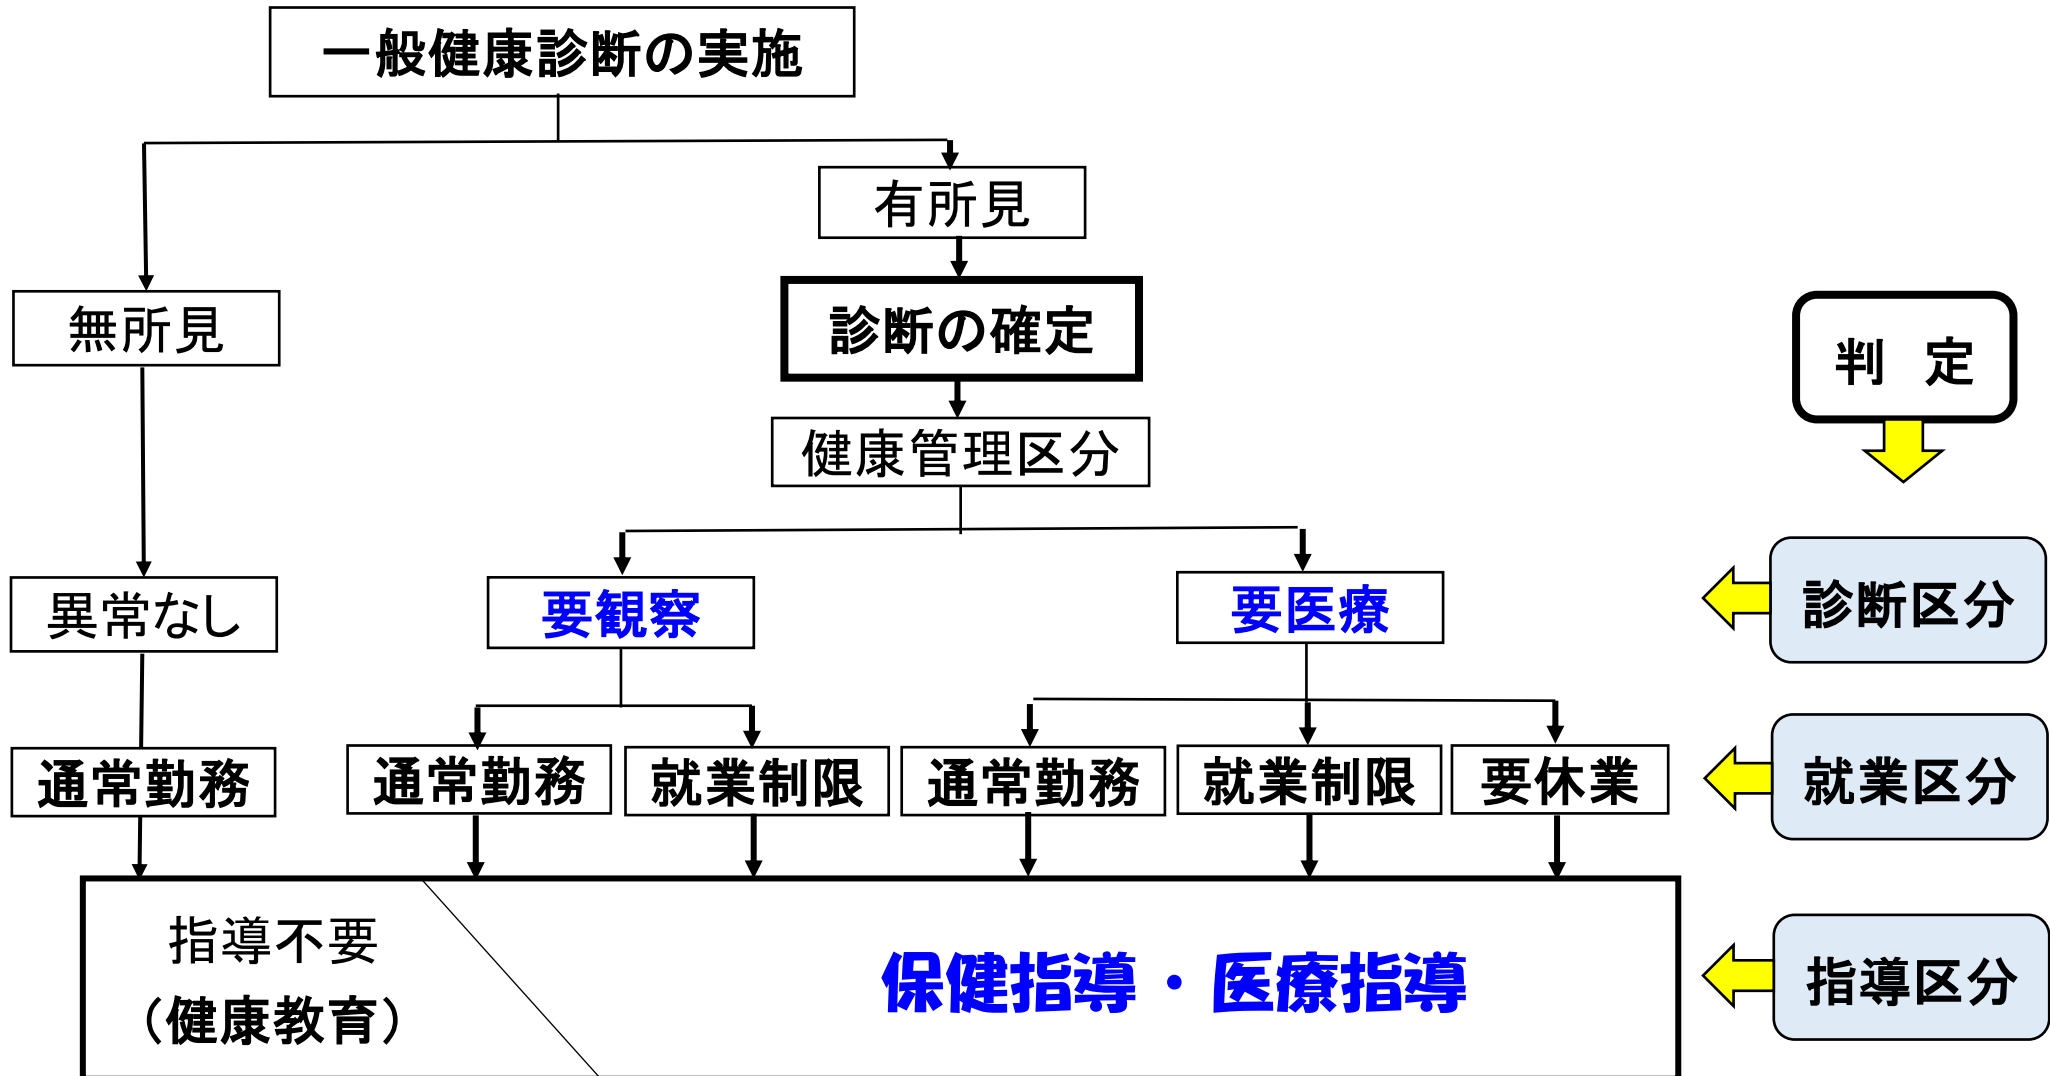 一般健康診断の実施
有所見
無所見
診断の確定
判　定
健康管理区分
異常なし
要観察
要医療
診断区分
通常勤務
通常勤務
就業制限
通常勤務
就業制限
要休業
就業区分
指導不要
（健康教育）
保健指導・医療指導
指導区分